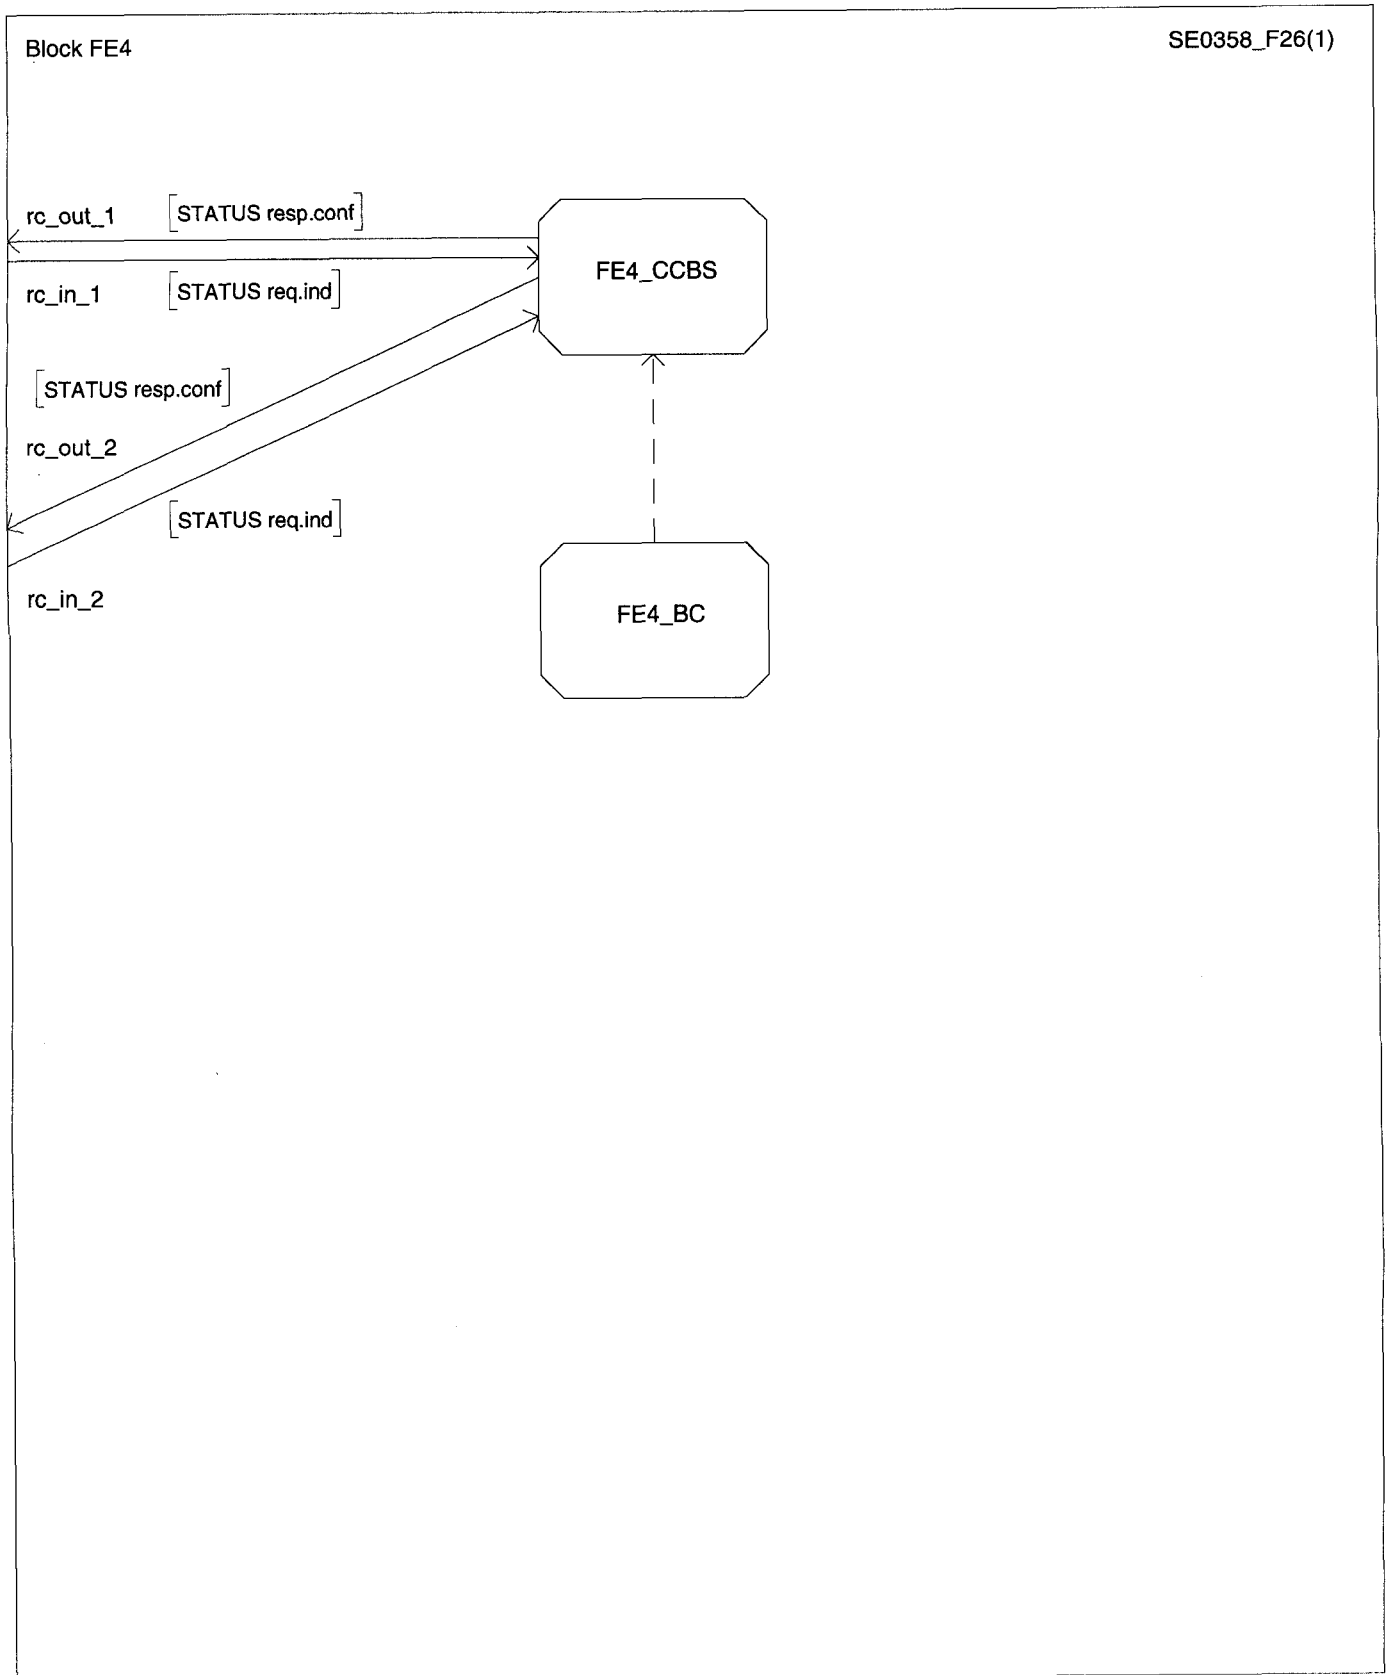 Block FE4
SE0358_F26(1)
rc_out_1
[STATUS resp.conf]
FE4_CCBS
rc_in_1
[STATUS req.ind]
[STATUS resp.conf]
rc_out_2
[STATUS req.ind]
rc_in_2
FE4_BC